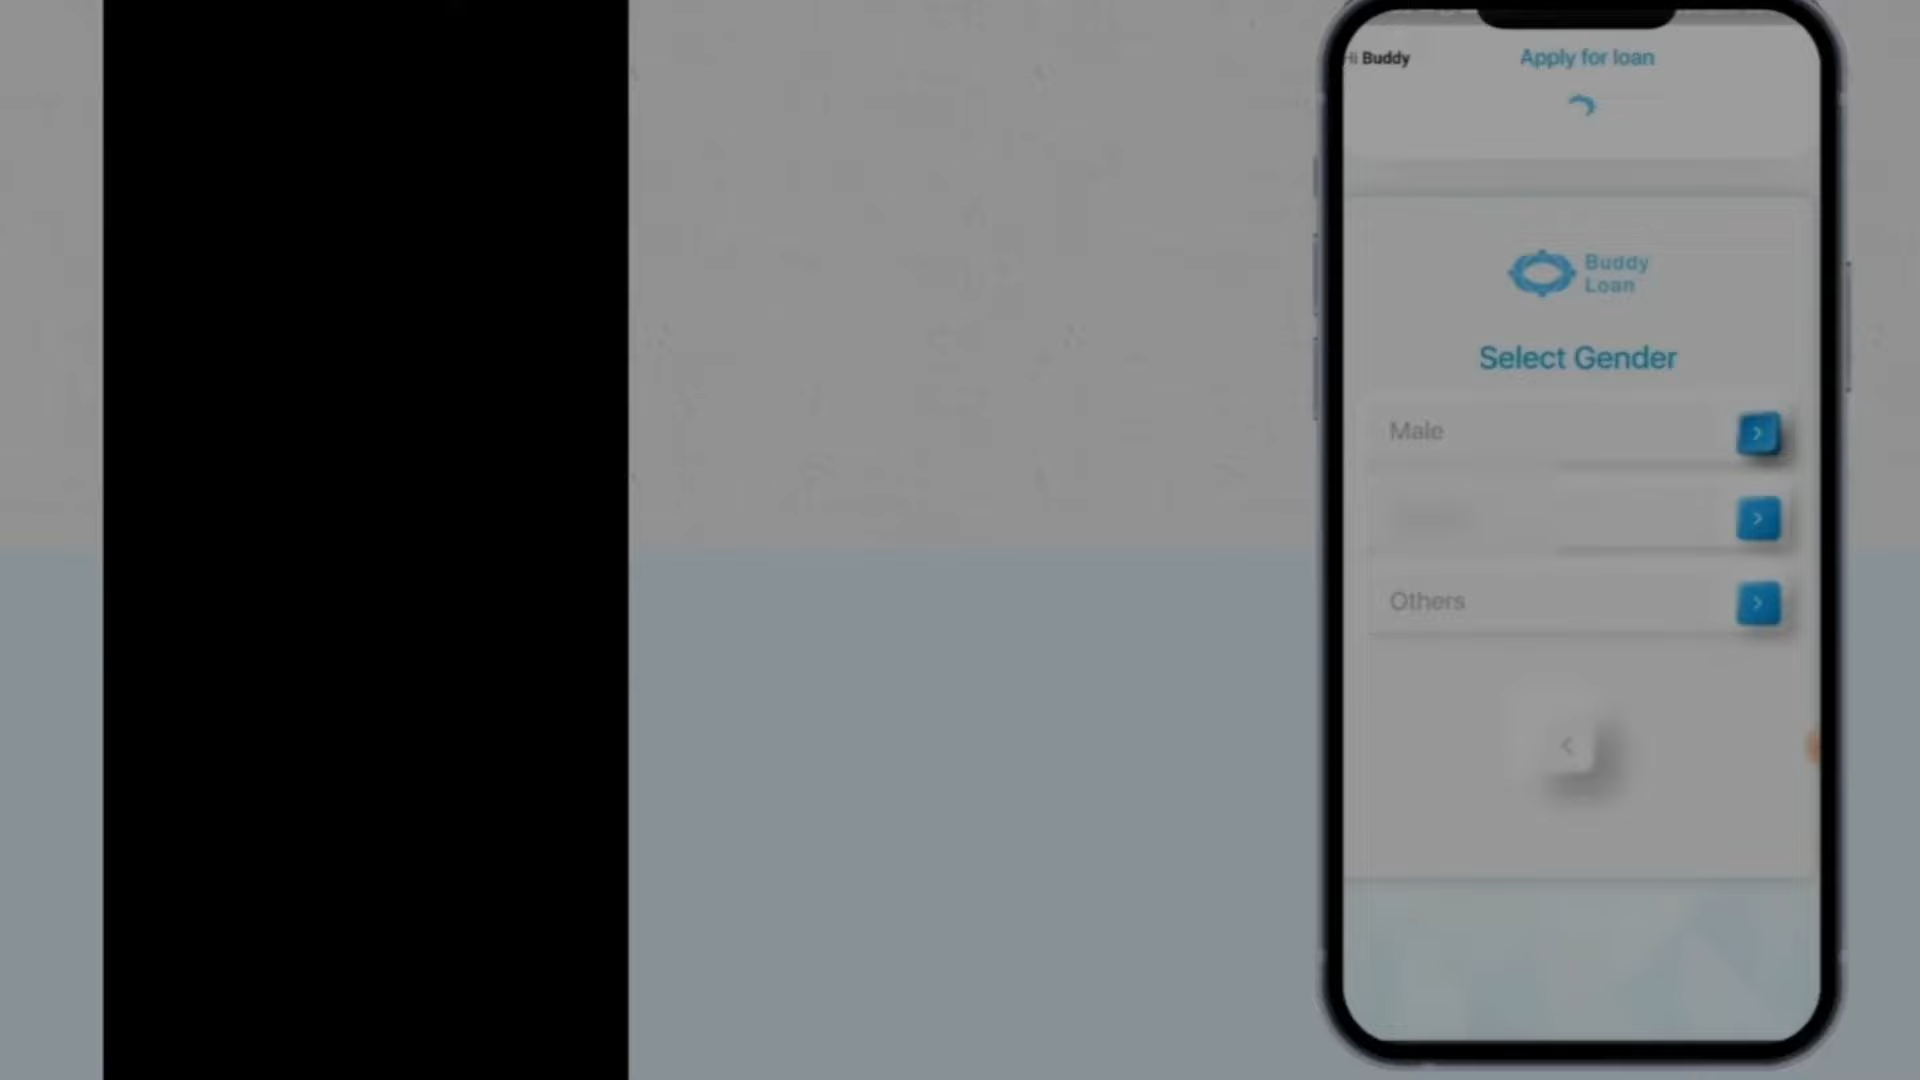 Hi Buddy
Apply for loan
Buddy
Loan
Select Gender
Male
Others